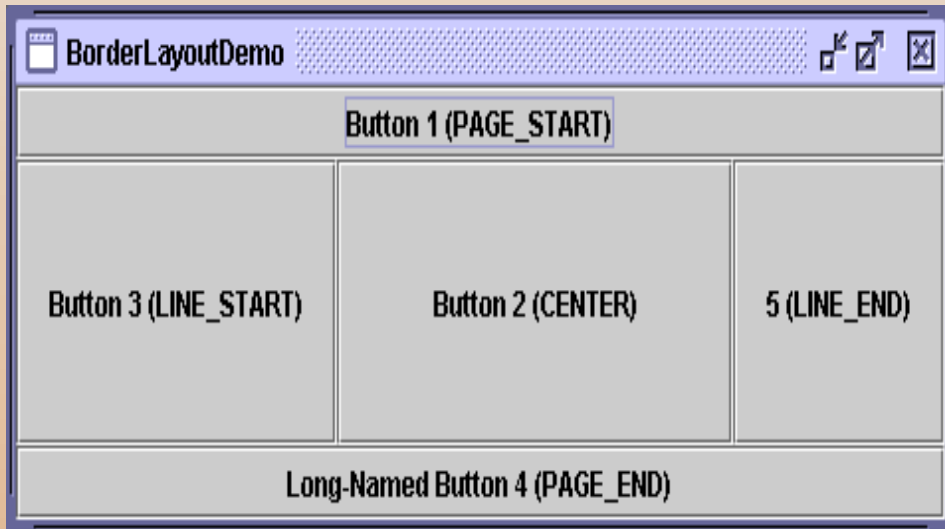 BorderLayoutDemo
Button 1 (PAGE_START)
Button 3 (LINE_START)
Button 2 (CENTER)
5 (LINE_END)
Long-Named Button 4 (PAGE_END)